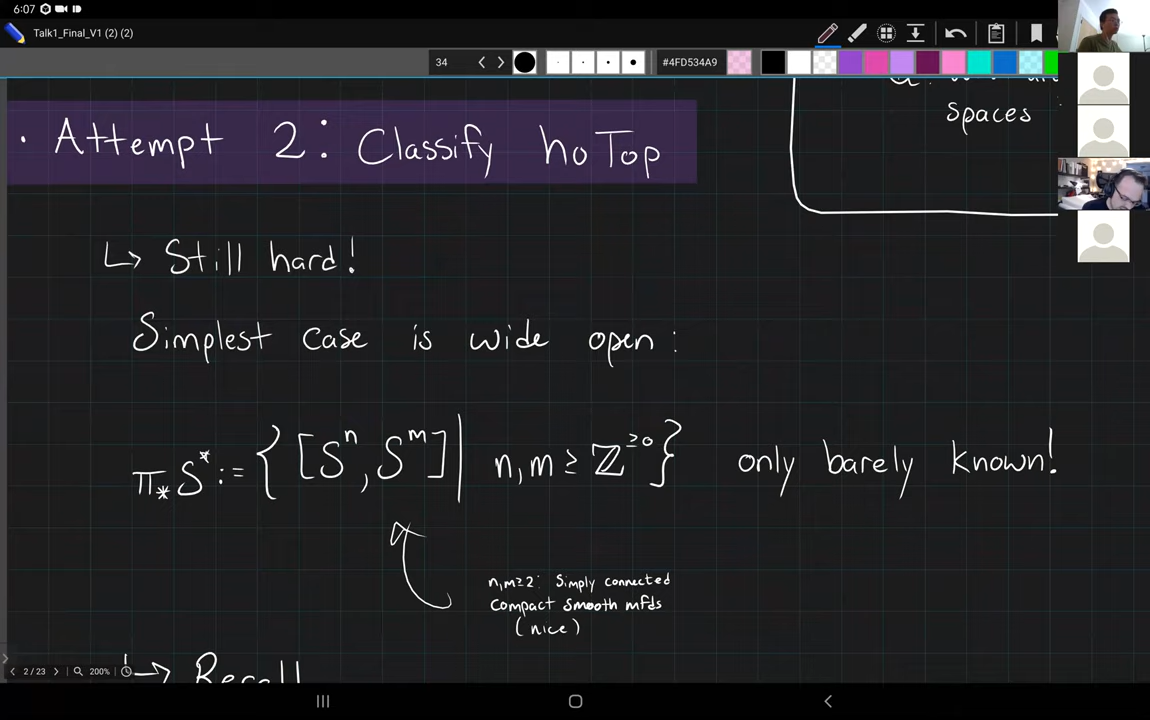 6:07
Talk1_Final_V1 (2) (2)
34
#4FD534A9
spaces
· Attempt 2: Classify hoTop
↳ Still hard!
Simplest case is wide open:
π_* S^* := { [S^n, S^m] | n,m ≥ ℤ^{≥0} } only barely known!
n,m≥2: Simply connected
compact smooth mfds
(nice)
↳ Recall
2 / 23 200%